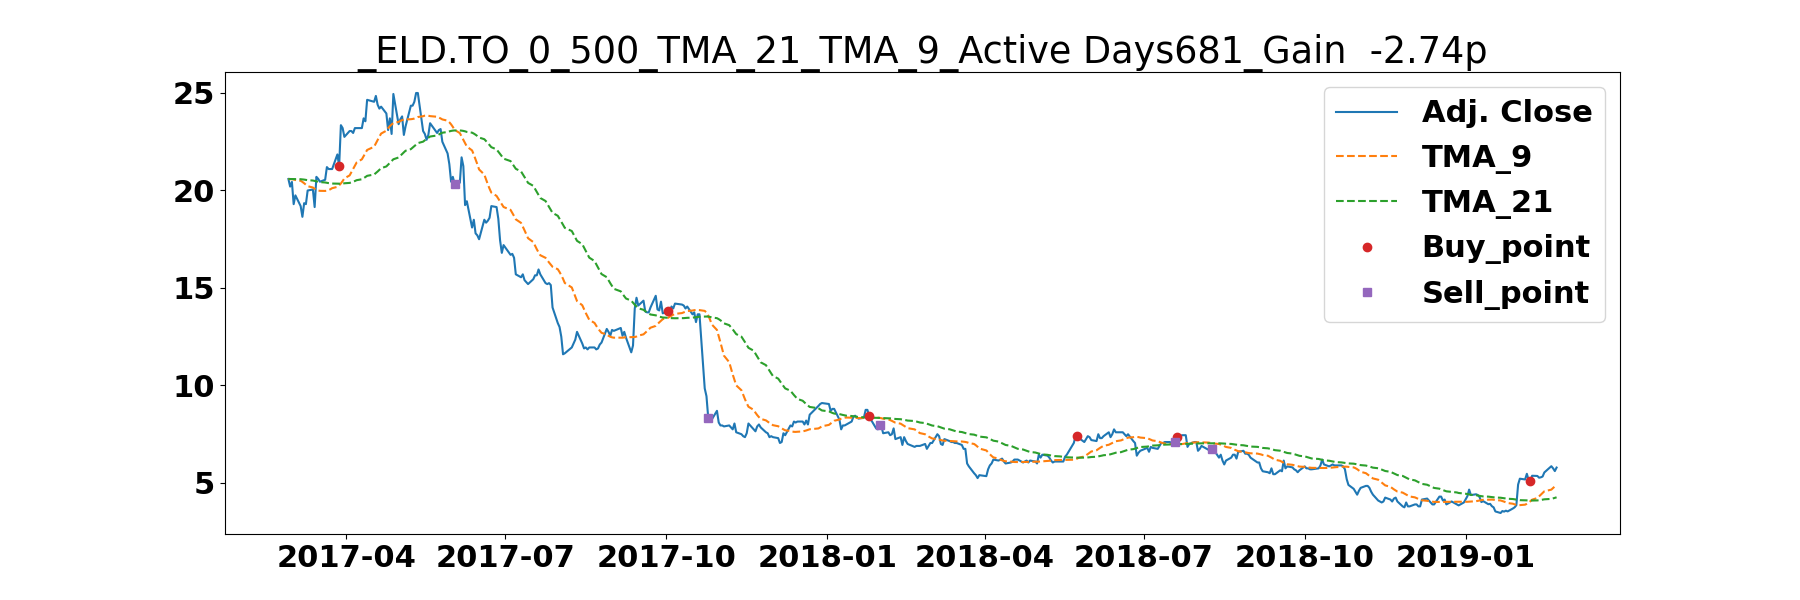 _ELD.TO_0_500_TMA_21_TMA_9_Active Days681_Gain  -2.74p
25
20
15
10
5
Adj. Close
TMA_9
TMA_21
Buy_point
Sell_point
2017-04 2017-07 2017-10 2018-01 2018-04 2018-07 2018-10 2019-01